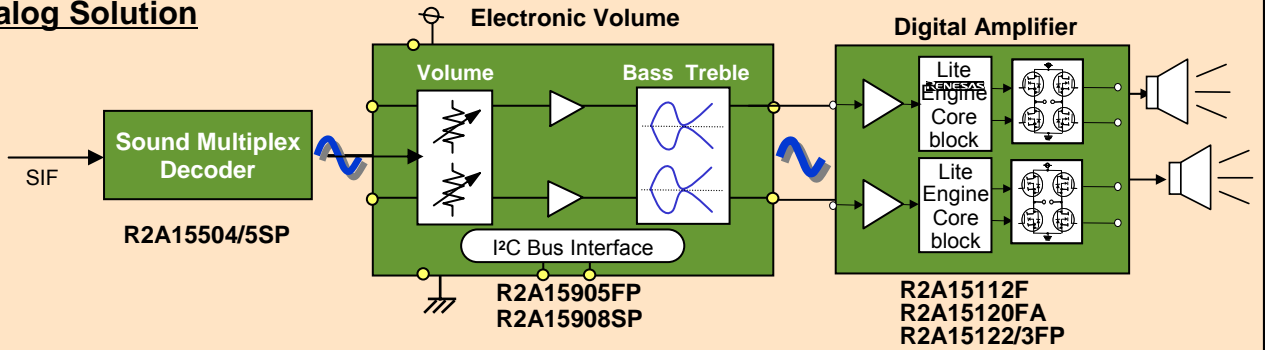 alog Solution
Electronic Volume
Digital Amplifier
Volume
Bass Treble
Sound Multiplex
Decoder
SIF
R2A15504/5SP
I²C Bus Interface
R2A15905FP
R2A15908SP
Lite
RENESAS
Engine
Core
block
Lite
Engine
Core
block
R2A15112F
R2A15120FA
R2A15122/3FP